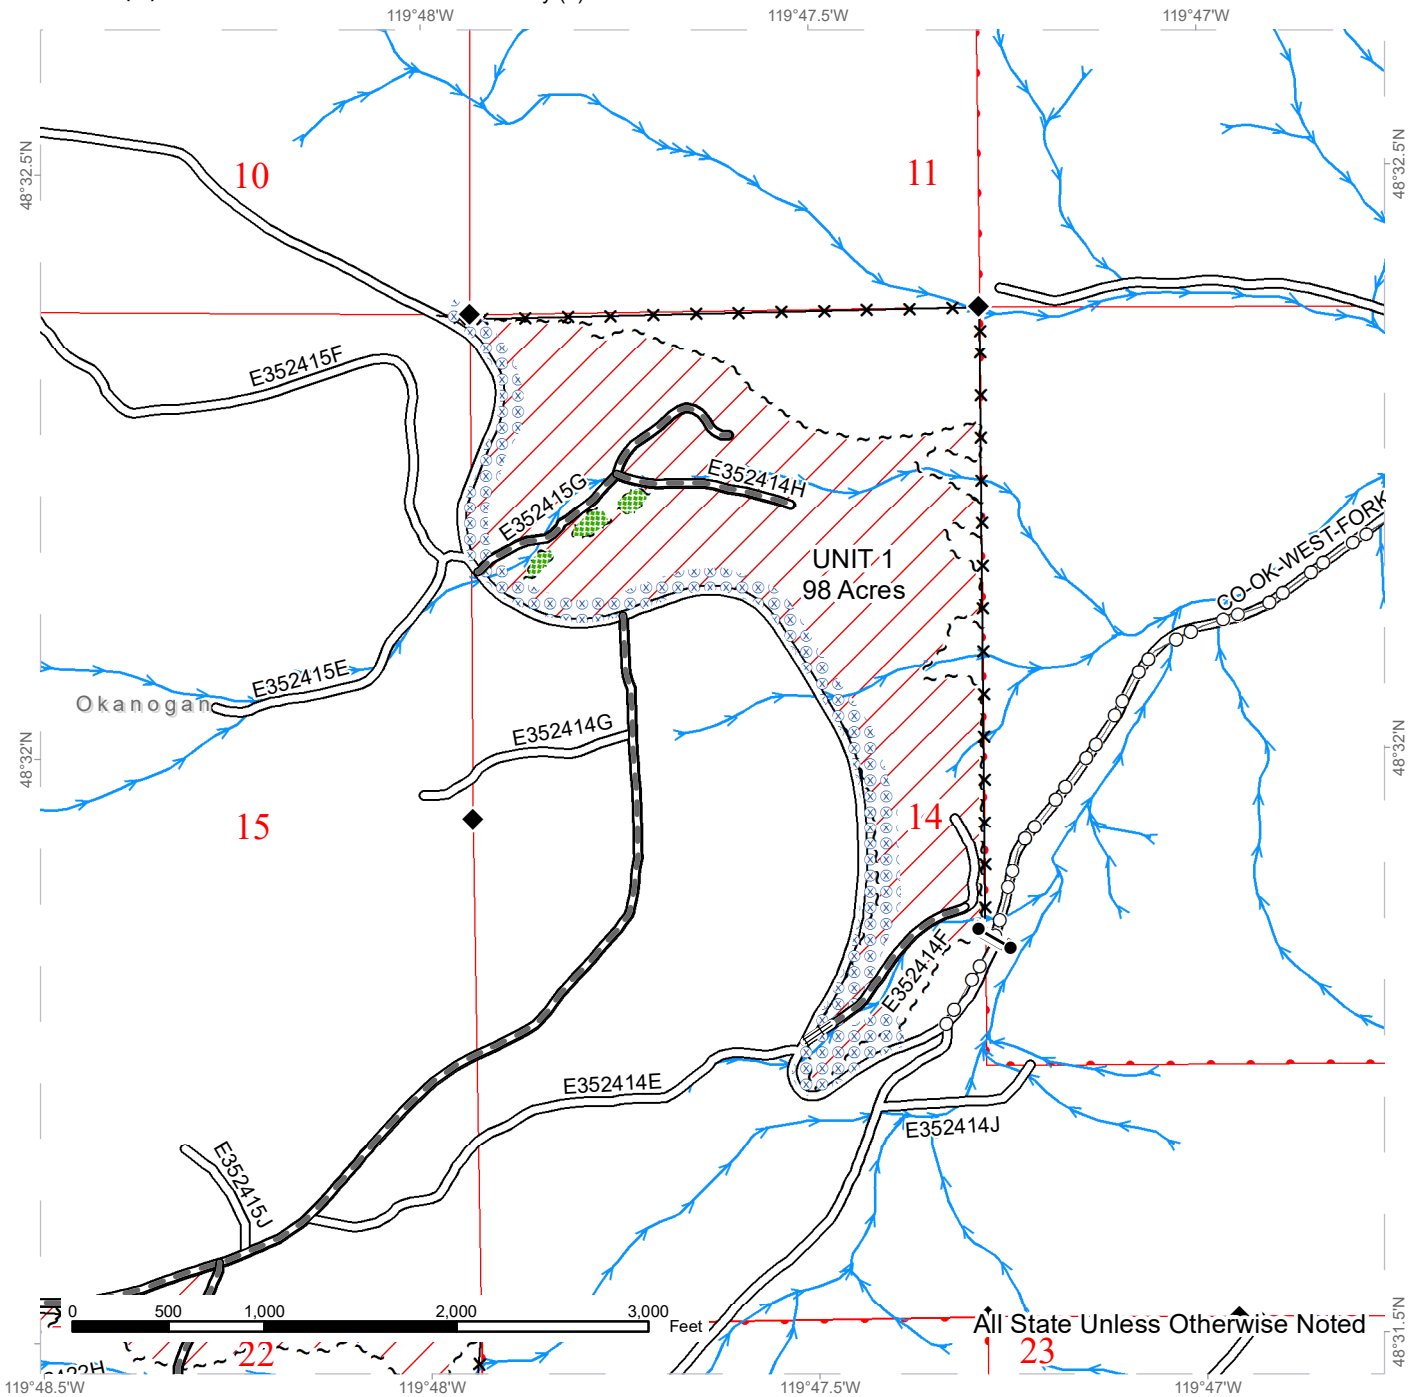 119°48'W
119°47.5'W
119°47'W
48°32.5'N
48°32.5'N
10
11
E352415F
E352415G
E352414H
UNIT 1
98 Acres
CO-OK-WEST-FORK
E352415E
Okanogan
E352414G
48°32'N
48°32'N
15
14
E352414F
E352414E
E352414J
E352415J
0 500 1,000 2,000 3,000
Feet
All State Unless Otherwise Noted
48°31.5'N
22
23
119°48.5'W
119°48'W
119°47.5'W
119°47'W